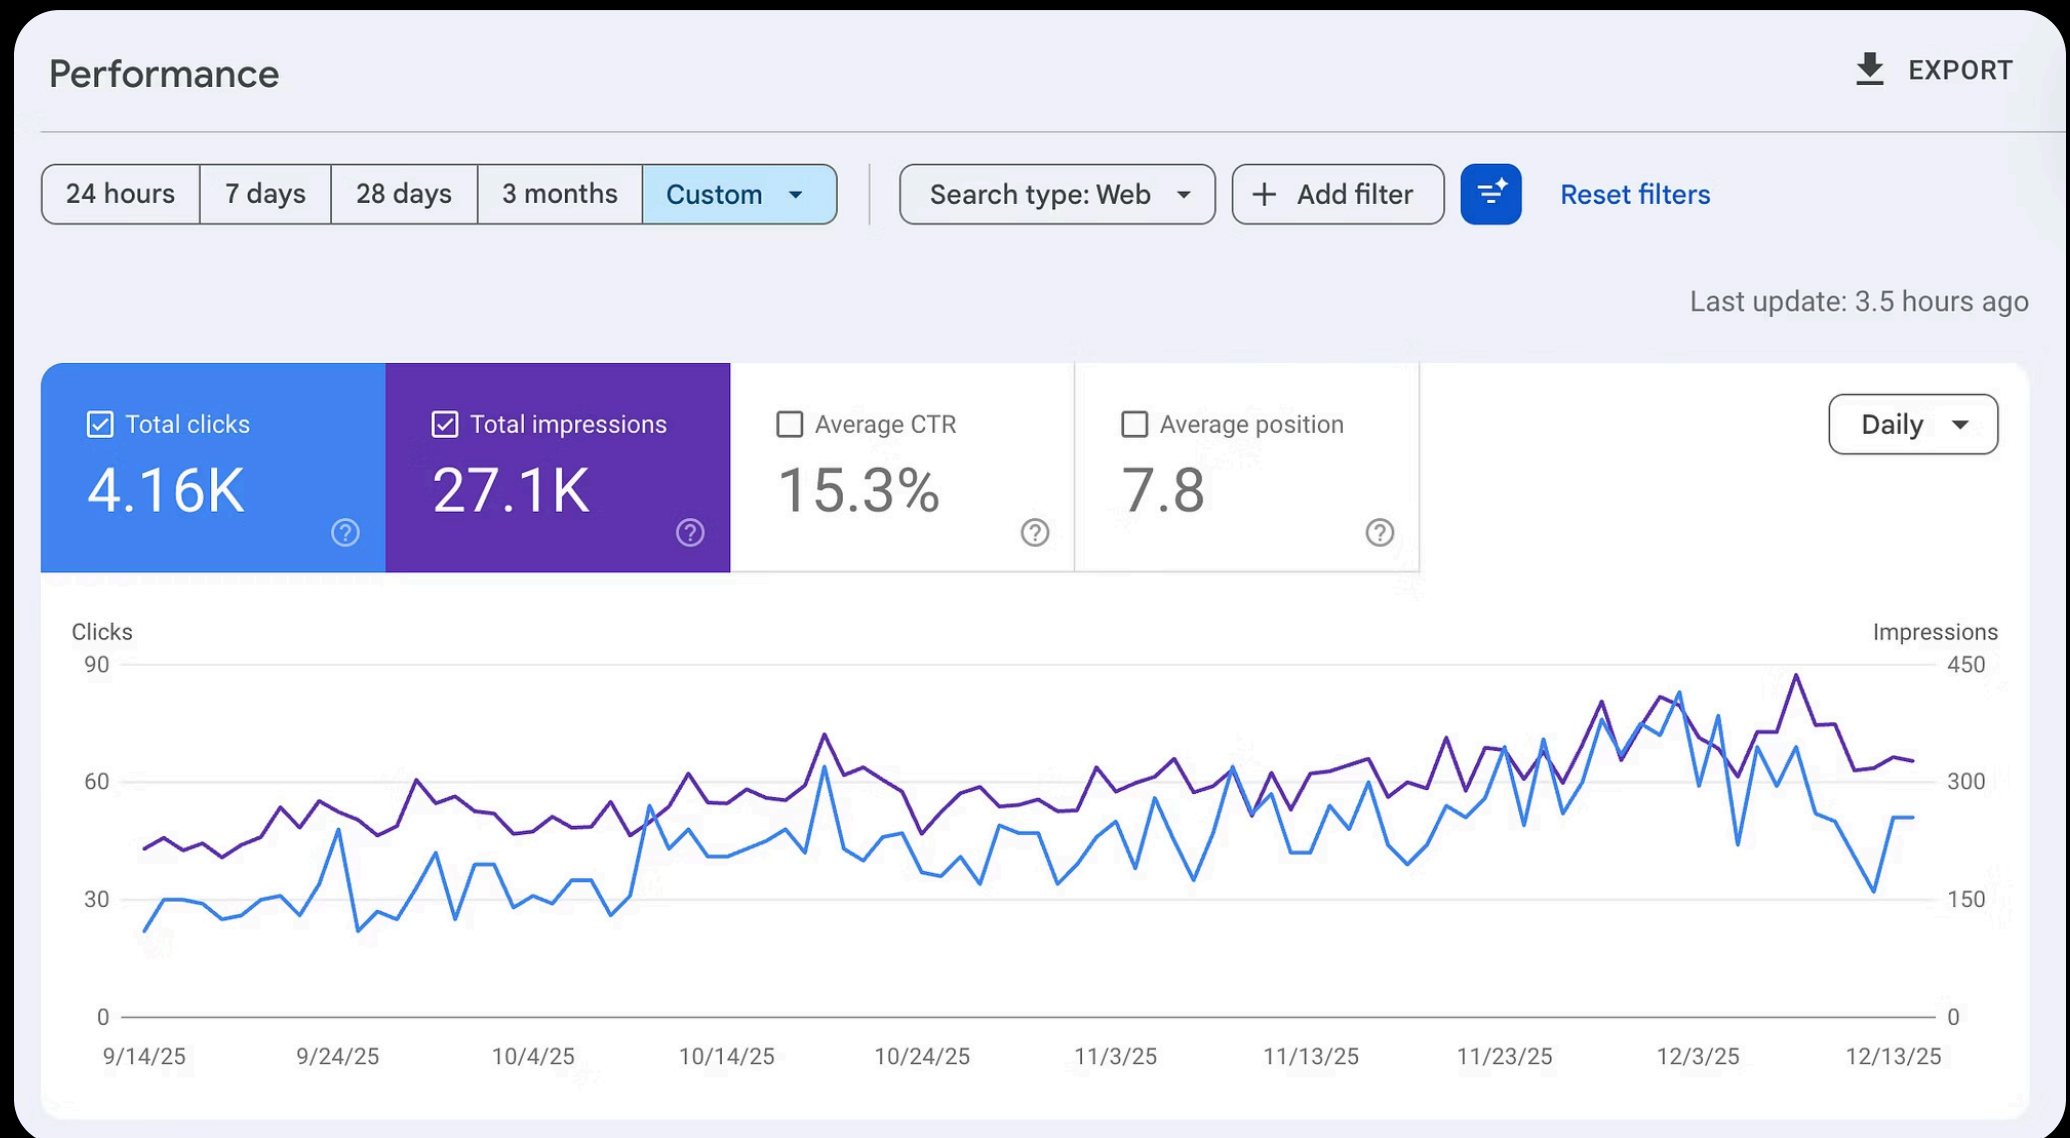 Performance
EXPORT
24 hours 7 days 28 days 3 months Custom Search type: Web + Add filter Reset filters
Last update: 3.5 hours ago
Total clicks Total impressions Average CTR Average position Daily
4.16K 27.1K 15.3% 7.8
Clicks Impressions
90 450
60 300
30 150
0 0
9/14/25 9/24/25 10/4/25 10/14/25 10/24/25 11/3/25 11/13/25 11/23/25 12/3/25 12/13/25